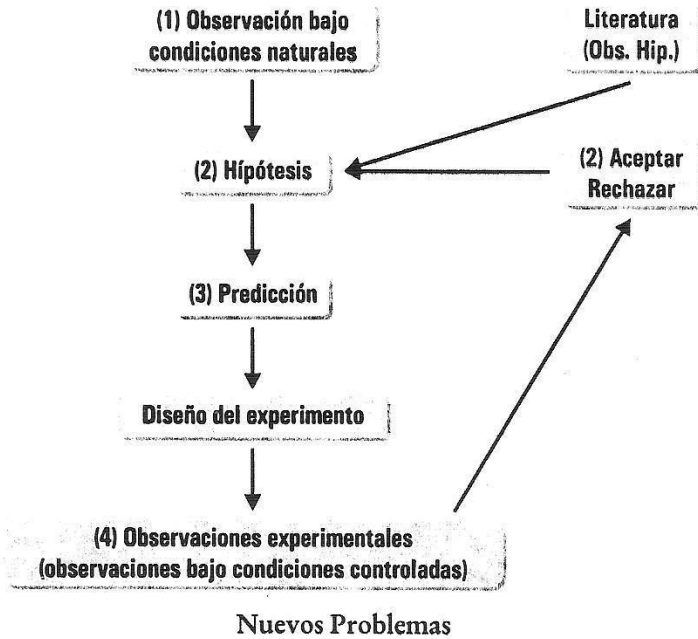 (1) Observación bajo
condiciones naturales
Literatura
(Obs. Hip.)
(2) Hípótesis
(2) Aceptar
Rechazar
(3) Predicción
Diseño del experimento
(4) Observaciones experimentales
(observaciones bajo condiciones controladas)
Nuevos Problemas